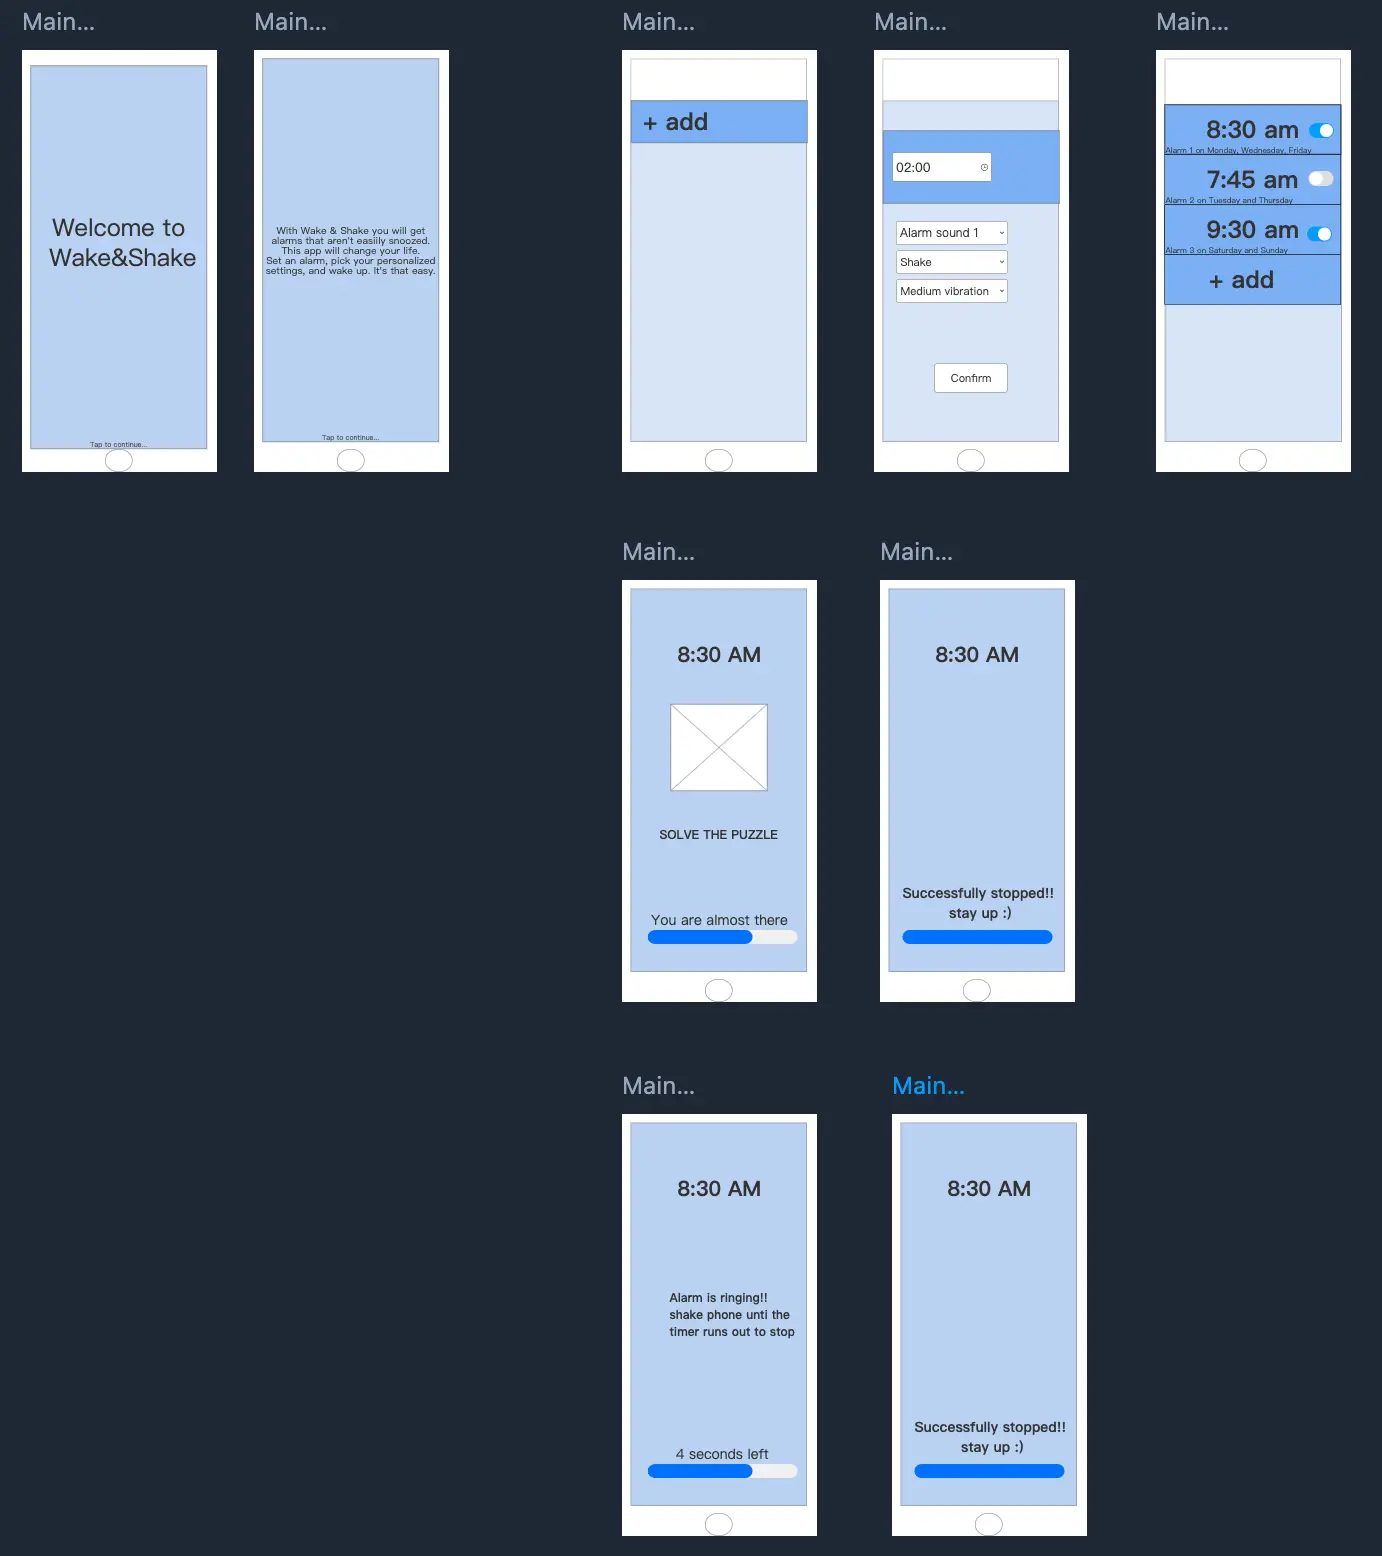 Main...
Main...
Main...
Main...
Main...
Welcome to
Wake&Shake
Tap to continue...
With Wake & Shake you will get
alarms that aren't easiily snoozed.
This app will change your life.
Set an alarm, pick your personalized
settings, and wake up. It's that easy.
Tap to continue...
+ add
02:00
Alarm sound 1
Shake
Medium vibration
Confirm
8:30 am
Alarm 1 on Monday, Wednesday, Friday
7:45 am
Alarm 2 on Tuesday and Thursday
9:30 am
Alarm 3 on Saturday and Sunday
+ add
Main...
Main...
8:30 AM
SOLVE THE PUZZLE
You are almost there
8:30 AM
Successfully stopped!!
stay up :)
Main...
Main...
8:30 AM
Alarm is ringing!!
shake phone unti the
timer runs out to stop
4 seconds left
8:30 AM
Successfully stopped!!
stay up :)